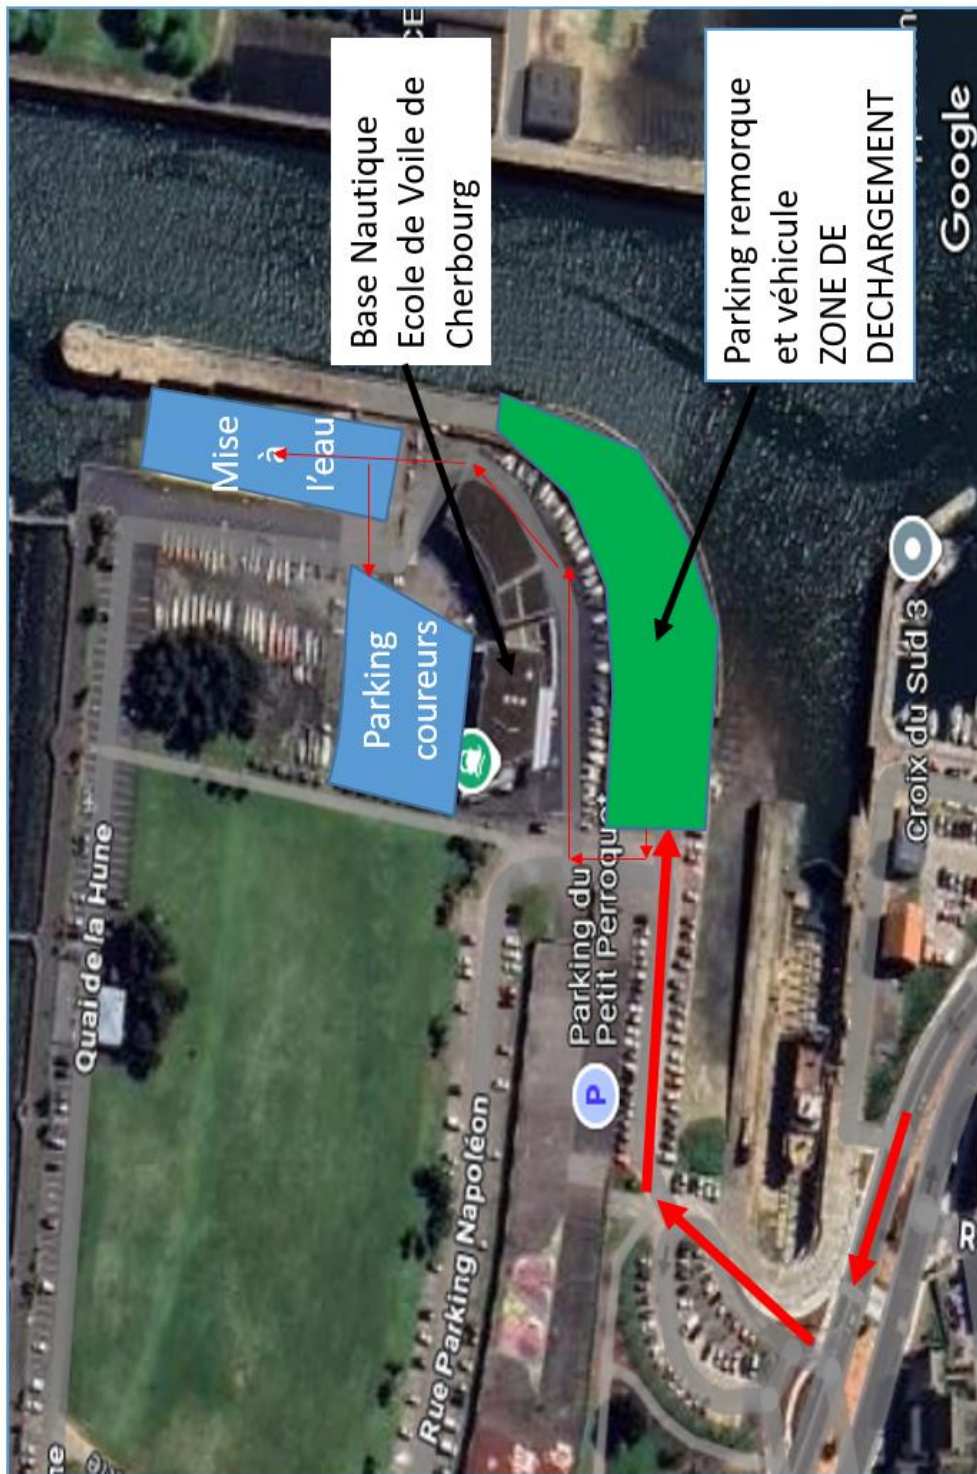 Base Nautique
Ecole de Voile de
Cherbourg
Parking remorque
et véhicule
ZONE DE
DECHARGEMENT
Mise
à
l'eau
Parking
coureurs
Quai de la Hune
Parking du
Petit Perroquet
P
Rue Parking Napoléon
Croix du Sud 3
Google